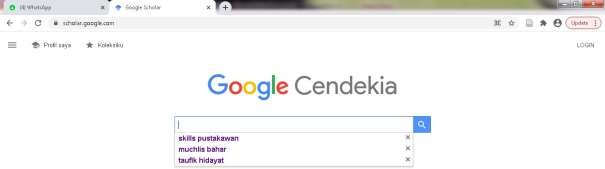 (3) WhatsApp
Google Scholar
scholar.google.com
Update
Profil saya
Koleksiku
LOGIN
Google Cendekia
skills pustakawan
muchlis bahar
taufik hidayat